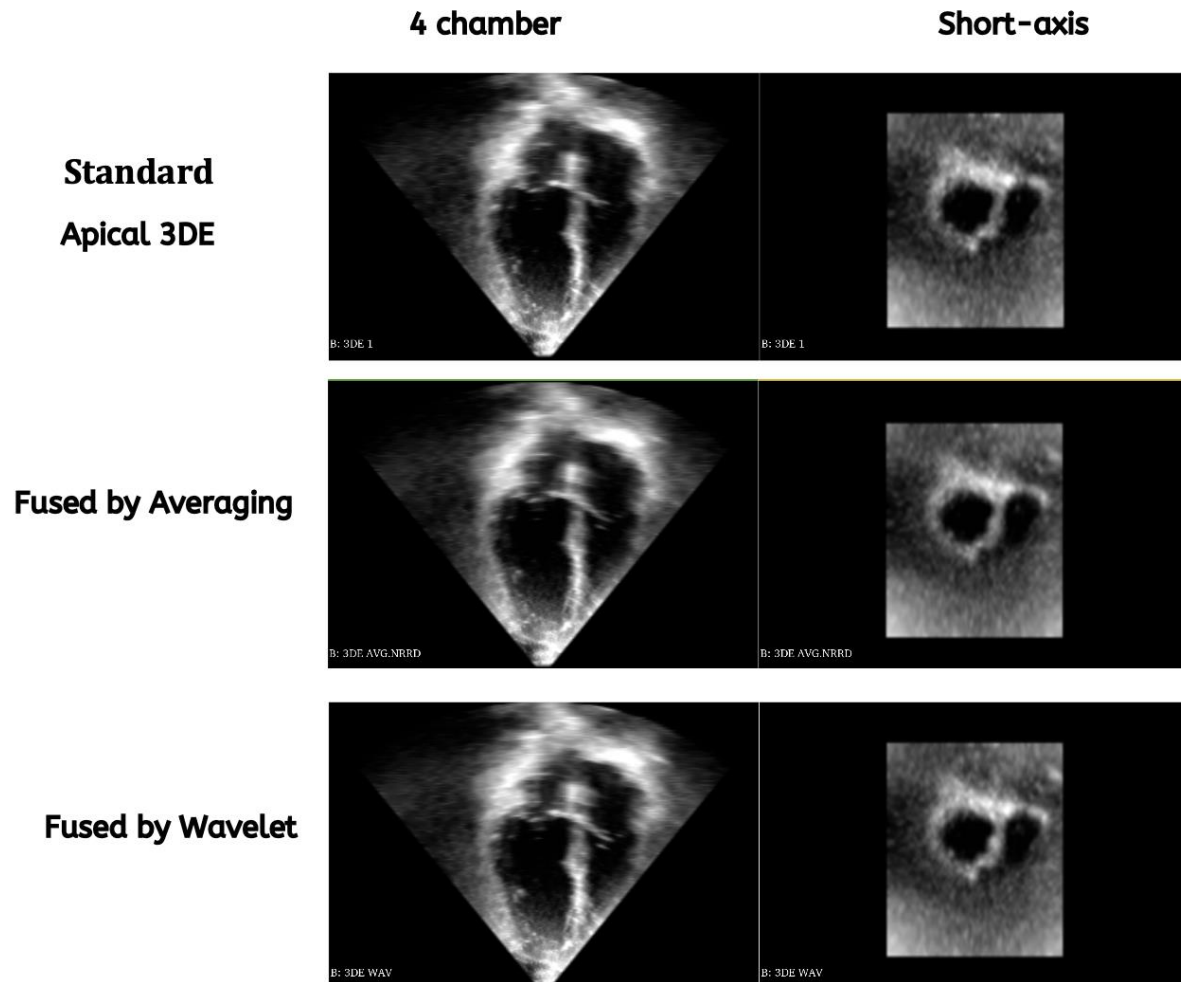 4 chamber
Short-axis
Standard
Apical 3DE
B: 3DE 1
B: 3DE 1
Fused by Averaging
B: 3DE AVG.NRRD
B: 3DE AVG.NRRD
Fused by Wavelet
B: 3DE WAV
B: 3DE WAV